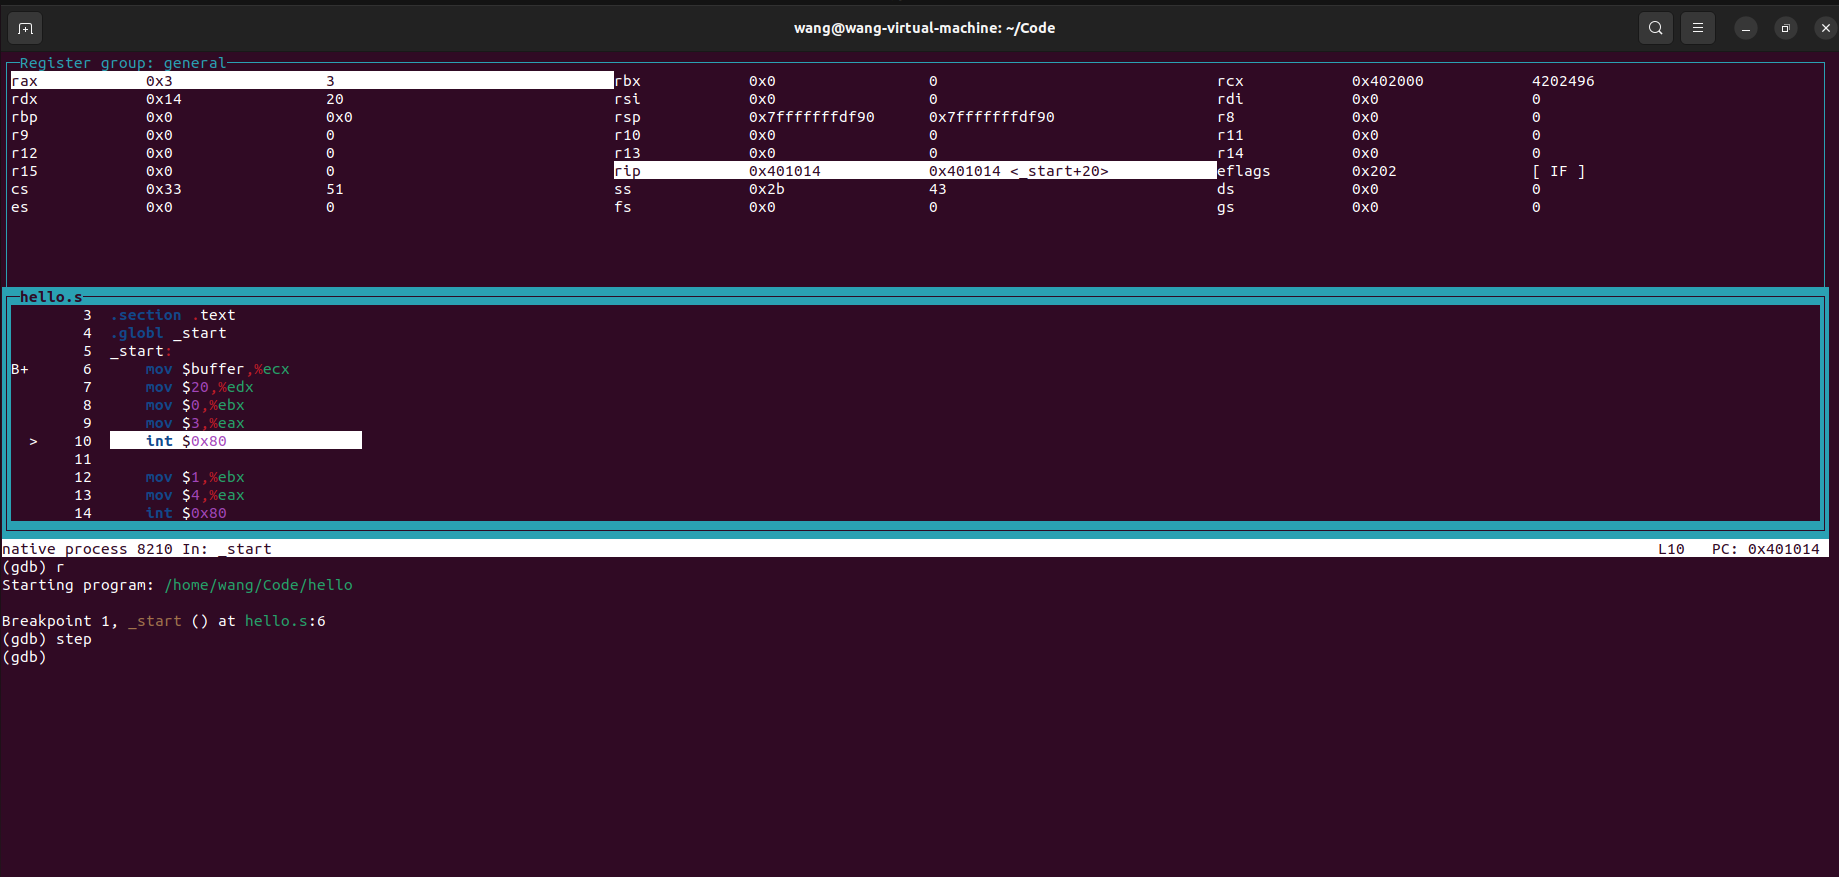 wang@wang-virtual-machine: ~/Code
Register group: general
rax 0x3 3 rbx 0x0 0 rcx 0x402000 4202496
rdx 0x14 20 rsi 0x0 0 rdi 0x0 0
rbp 0x0 0x0 rsp 0x7fffffffdf90 0x7fffffffdf90 r8 0x0 0
r9 0x0 0 r10 0x0 0 r11 0x0 0
r12 0x0 0 r13 0x0 0 r14 0x0 0
r15 0x0 0 rip 0x401014 0x401014 <_start+20> eflags 0x202 [ IF ]
cs 0x33 51 ss 0x2b 43 ds 0x0 0
es 0x0 0 fs 0x0 0 gs 0x0 0
hello.s
3 .section .text
4 .globl _start
5 _start:
B+ 6 mov $buffer,%ecx
7 mov $20,%edx
8 mov $0,%ebx
9 mov $3,%eax
> 10 int $0x80
11
12 mov $1,%ebx
13 mov $4,%eax
14 int $0x80
native process 8210 In: _start L10 PC: 0x401014
(gdb) r
Starting program: /home/wang/Code/hello
Breakpoint 1, _start () at hello.s:6
(gdb) step
(gdb)